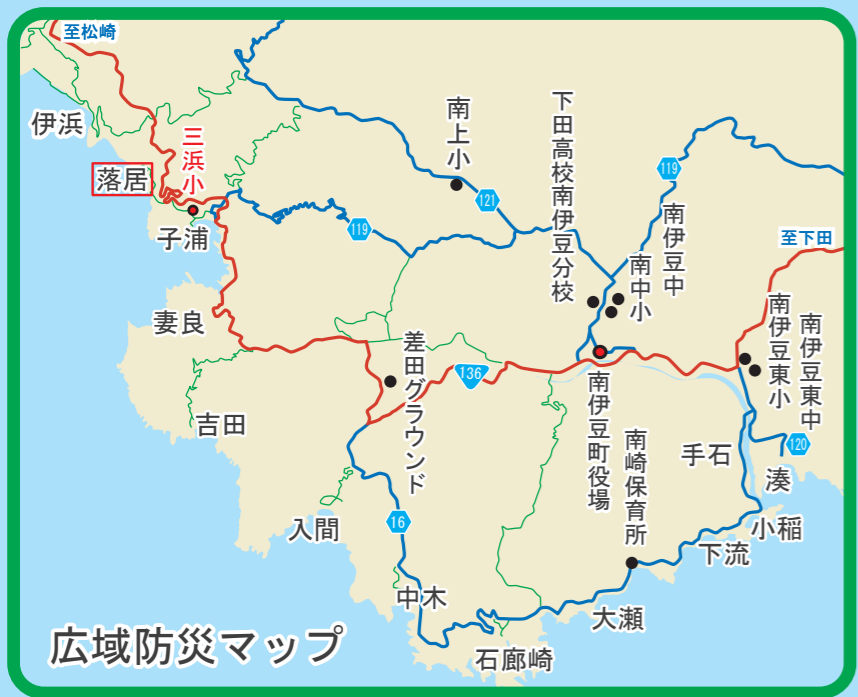 至松崎
伊浜
落居
三浜小
子浦
妻良
吉田
入間
中木
石廊崎
大瀬
下流
小稲
湊
手石
南上小
下田高校南伊豆分校
南伊豆中
南中小
至下田
南伊豆東小
南伊豆東中
差田グラウンド
南伊豆町役場
南崎保育所
119
121
119
136
16
120
広域防災マップ